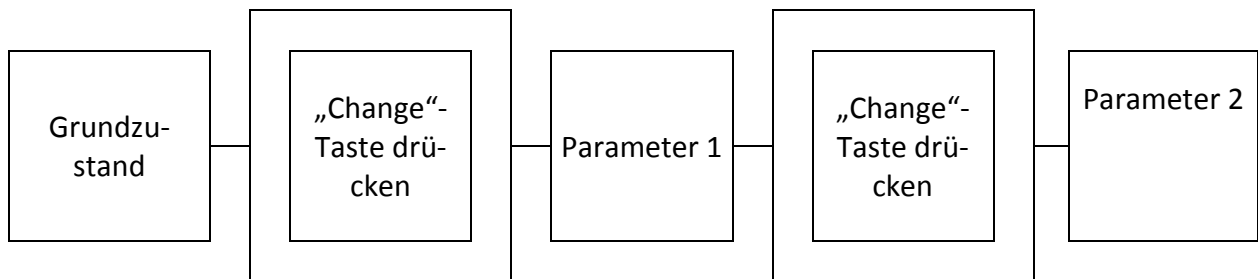 Grundzu-
stand
„Change“-
Taste drü-
cken
Parameter 1
„Change“-
Taste drü-
cken
Parameter 2